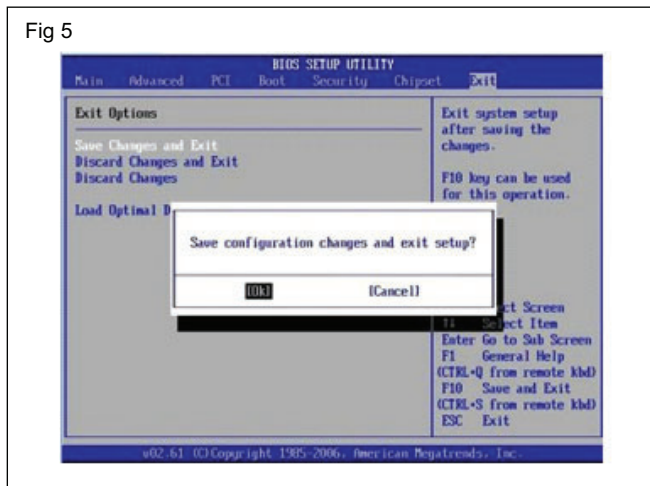 Fig 5
BIOS SETUP UTILITY
Main Advanced PCI Boot Security Chipset Exit
Exit Options
Save Changes and Exit
Discard Changes and Exit
Discard Changes
Load Optimal D
Exit system setup
after saving the
changes.
F10 key can be used
for this operation.
Save configuration changes and exit setup?
[Ok] [Cancel]
ct Screen
↑↓ Select Item
Enter Go to Sub Screen
F1 General Help
(CTRL+Q from remote kbd)
F10 Save and Exit
(CTRL+S from remote kbd)
ESC Exit
v02.61 (C)Copyright 1985-2006, American Megatrends, Inc.